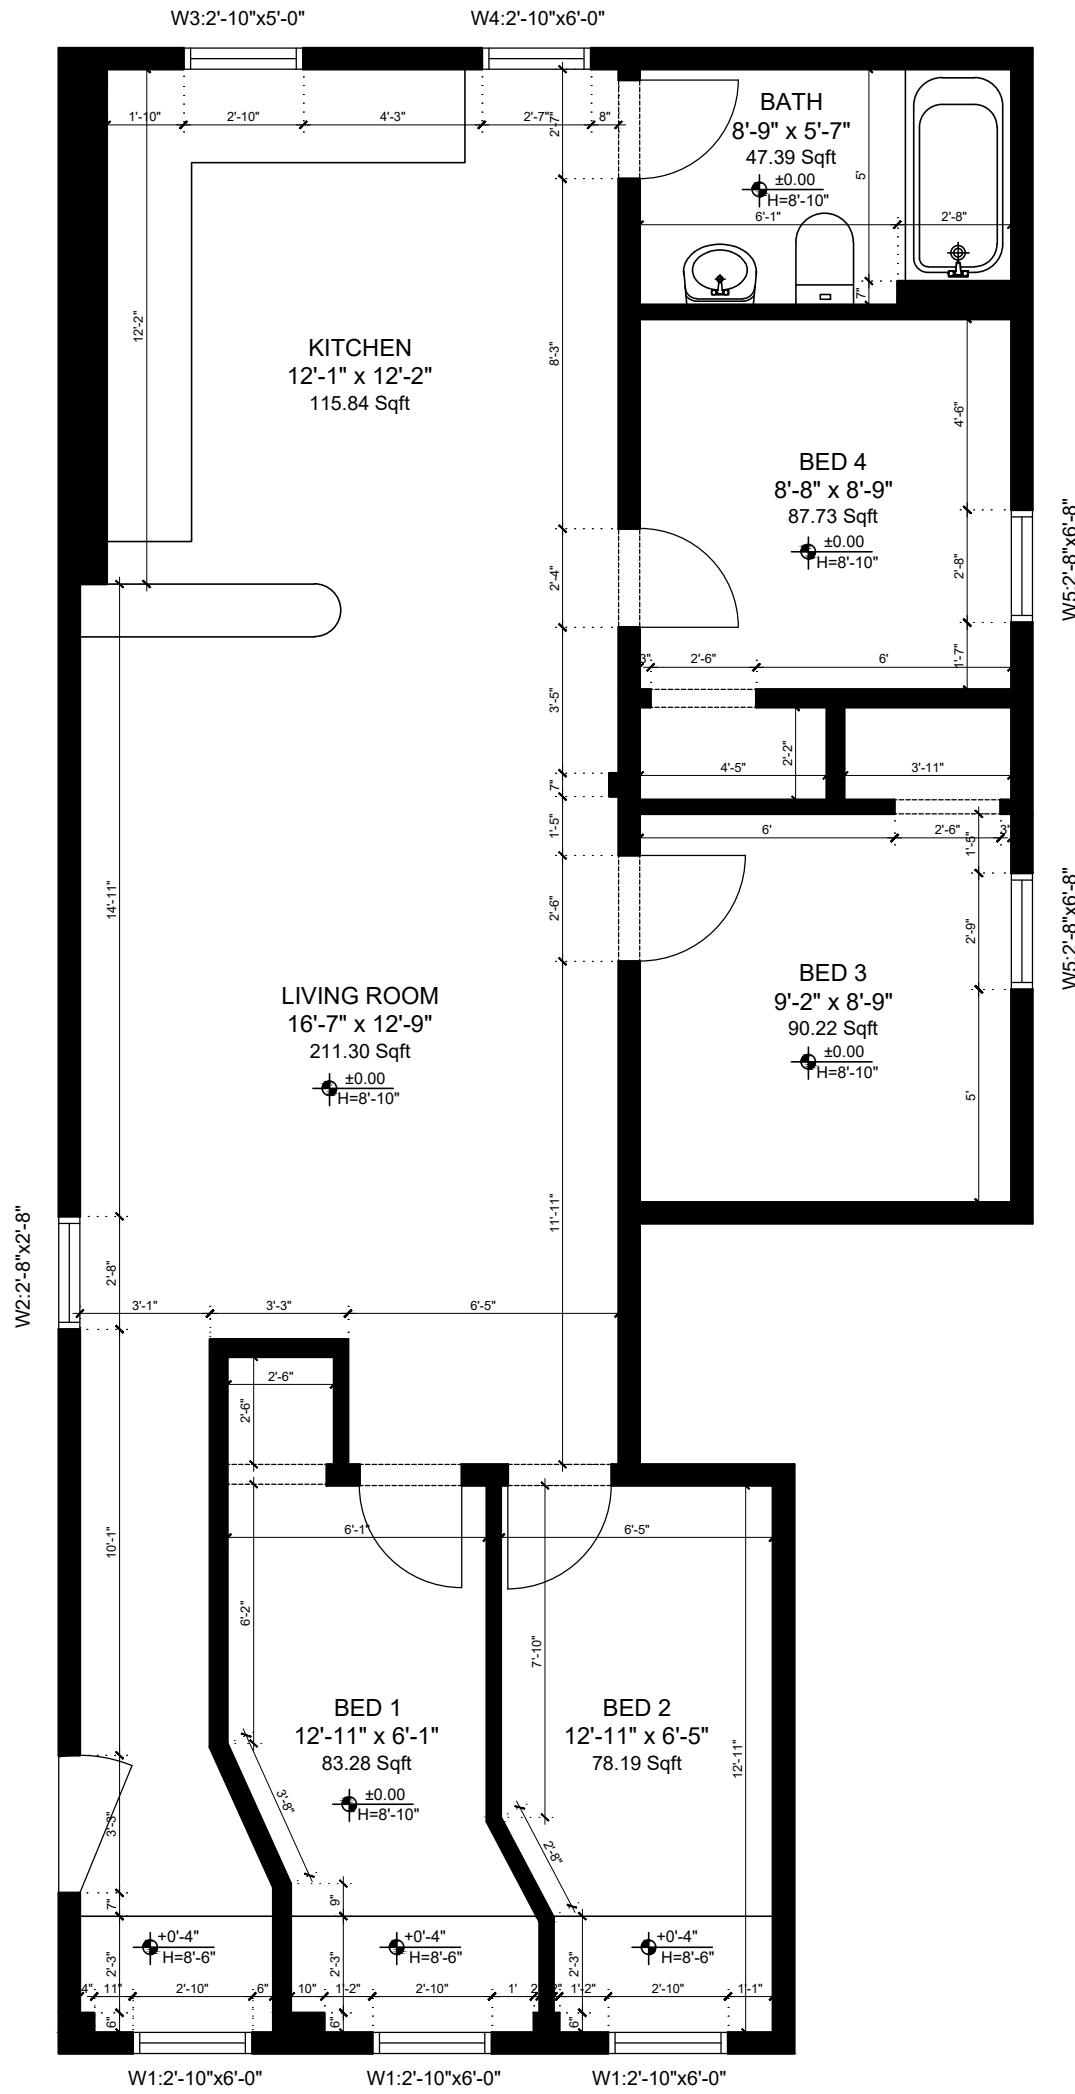 W3:2'-10"x5'-0"
W4:2'-10"x6'-0"
1'-10"
2'-10"
4'-3"
2'-7"
8"
2'-7"
BATH
8'-9" x 5'-7"
47.39 Sqft
±0.00
H=8'-10"
5'
6'-1"
2'-8"
7"
12'-2"
KITCHEN
12'-1" x 12'-2"
115.84 Sqft
8'-3"
4'-6"
BED 4
8'-8" x 8'-9"
87.73 Sqft
±0.00
H=8'-10"
2'-8"
W5:2'-8"x6'-8"
2'-4"
1'-7"
3"
2'-6"
6'
3'-5"
2'-2"
4'-5"
3'-11"
7"
1'-5"
6'
2'-6"
3"
1'-5"
14'-11"
2'-6"
2'-9"
W5:2'-8"x6'-8"
BED 3
9'-2" x 8'-9"
90.22 Sqft
±0.00
H=8'-10"
5'
LIVING ROOM
16'-7" x 12'-9"
211.30 Sqft
±0.00
H=8'-10"
11'-11"
W2:2'-8"x2'-8"
2'-8"
3'-1"
3'-3"
6'-5"
2'-6"
2'-6"
10'-1"
6'-1"
6'-5"
6'-2"
7'-10"
BED 1
12'-11" x 6'-1"
83.28 Sqft
±0.00
H=8'-10"
BED 2
12'-11" x 6'-5"
78.19 Sqft
12'-11"
3'-8"
2'-8"
3'-3"
7"
9"
+0'-4"
H=8'-6"
+0'-4"
H=8'-6"
+0'-4"
H=8'-6"
2'-3"
2'-3"
2'-3"
4"
11"
2'-10"
6"
10"
1'-2"
2'-10"
1'
1'-2"
2'-10"
1'-1"
6"
6"
6"
W1:2'-10"x6'-0"
W1:2'-10"x6'-0"
W1:2'-10"x6'-0"